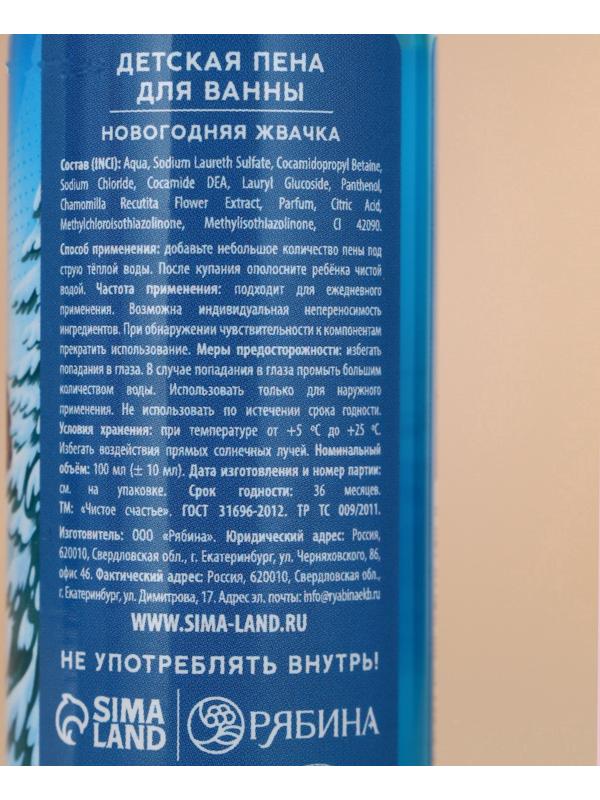 ДЕТСКАЯ ПЕНА
ДЛЯ ВАННЫ
НОВОГОДНЯЯ ЖВАЧКА
Состав (INCI): Aqua, Sodium Laureth Sulfate, Cocamidopropyl Betaine,
Sodium Chloride, Cocamide DEA, Lauryl Glucoside, Panthenol,
Chamomilla Recutita Flower Extract, Parfum, Citric Acid,
Methylchloroisothiazolinone, Methylisothiazolinone, CI 42090.
Способ применения: добавьте небольшое количество пены под
струю тёплой воды. После купания ополосните ребёнка чистой
водой. Частота применения: подходит для ежедневного
применения. Возможна индивидуальная непереносимость
ингредиентов. При обнаружении чувствительности к компонентам
прекратить использование. Меры предосторожности: избегать
попадания в глаза. В случае попадания в глаза промыть большим
количеством воды. Использовать только для наружного
применения. Не использовать по истечении срока годности.
Условия хранения: при температуре от +5 ºС до +25 ºС.
Избегать воздействия прямых солнечных лучей. Номинальный
объём: 100 мл (± 10 мл). Дата изготовления и номер партии:
см. на упаковке. Срок годности: 36 месяцев.
ТМ: «Чистое счастье». ГОСТ 31696-2012. ТР ТС 009/2011.
Изготовитель: ООО «Рябина». Юридический адрес: Россия,
620010, Свердловская обл., г. Екатеринбург, ул. Черняховского, 86,
офис 46. Фактический адрес: Россия, 620010, Свердловская обл.,
г. Екатеринбург, ул. Димитрова, 17. Адрес эл. почты: info@ryabinaekb.ru
WWW.SIMA-LAND.RU
НЕ УПОТРЕБЛЯТЬ ВНУТРЬ!
SIMA
LAND
РЯБИНА